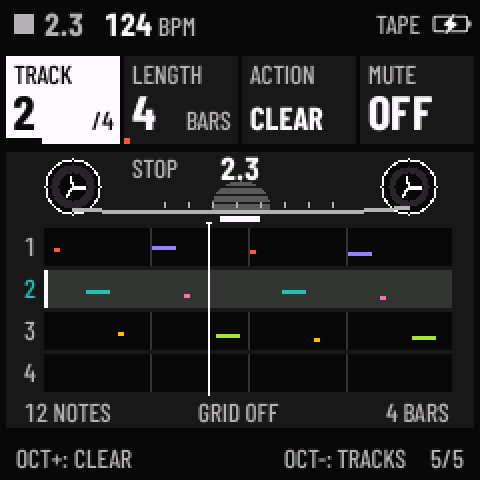 2.3 124 BPM TAPE
TRACK LENGTH ACTION MUTE
2 /4 4 BARS CLEAR OFF
STOP 2.3
1
2
3
4
12 NOTES GRID OFF 4 BARS
OCT+: CLEAR OCT-: TRACKS 5/5